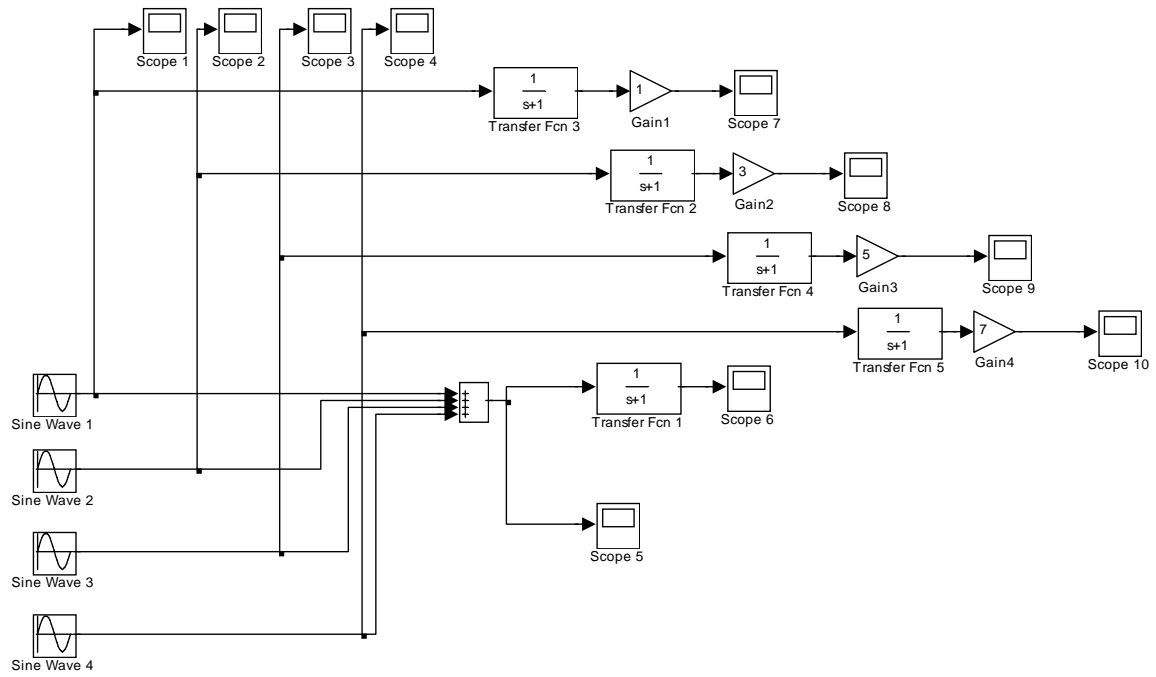 Scope 1
Scope 2
Scope 3
Scope 4
1
s+1
Transfer Fcn 3
1
Gain1
Scope 7
1
s+1
Transfer Fcn 2
3
Gain2
Scope 8
1
s+1
Transfer Fcn 4
5
Gain3
Scope 9
1
s+1
Transfer Fcn 5
7
Gain4
Scope 10
Sine Wave 1
+
+
+
+
1
s+1
Transfer Fcn 1
Scope 6
Sine Wave 2
Scope 5
Sine Wave 3
Sine Wave 4